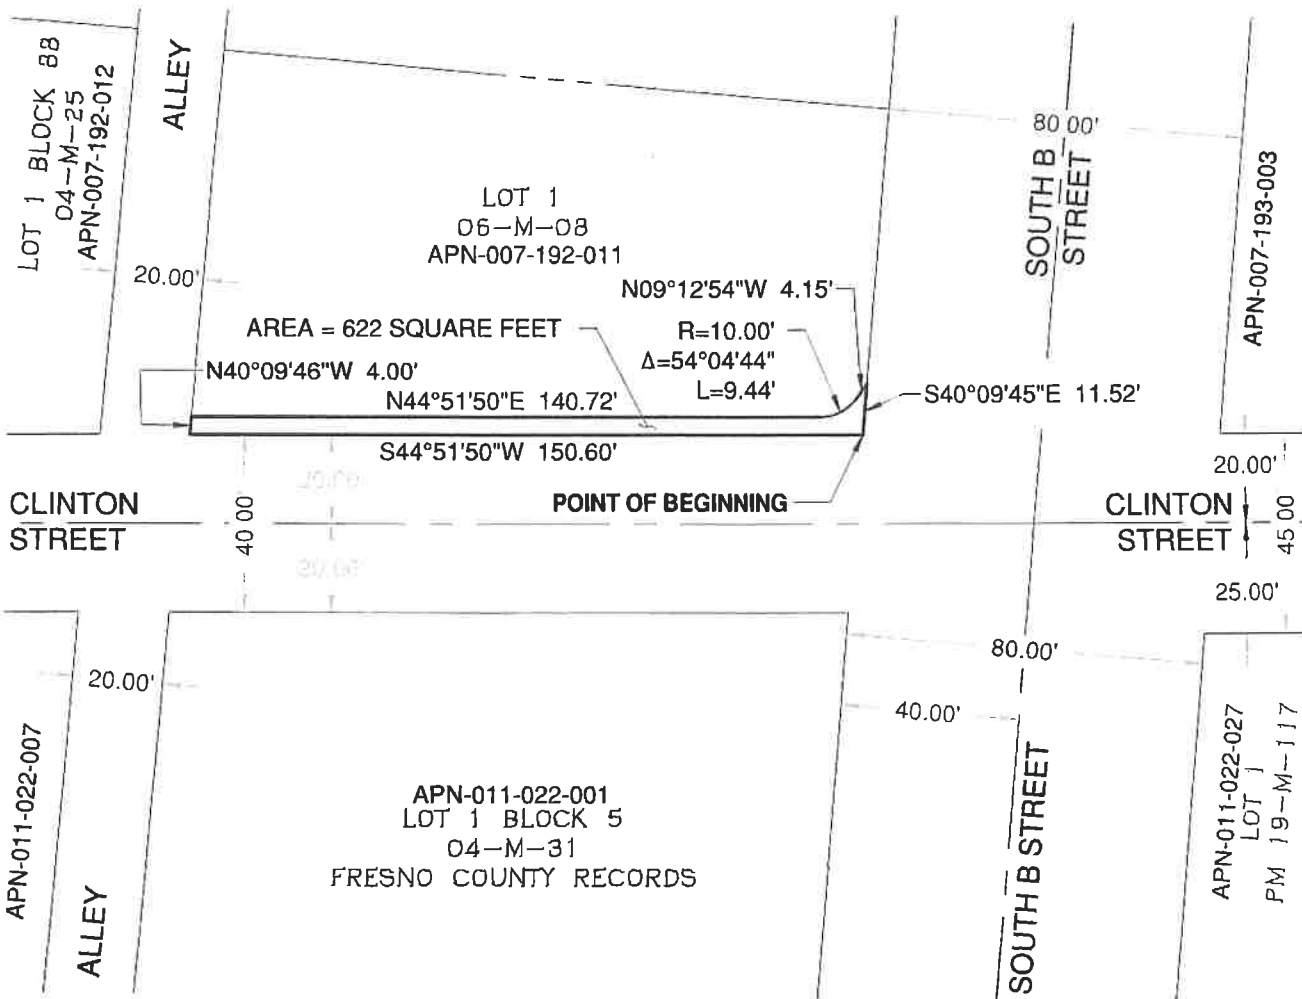 LOT 1 BLOCK 88
04-M-25
APN-007-192-012
ALLEY
LOT 1
06-M-08
APN-007-192-011
80 00'
SOUTH B
STREET
APN-007-193-003
20.00'
N09°12'54"W 4.15'
AREA = 622 SQUARE FEET
R=10.00'
Δ=54°04'44"
L=9.44'
N40°09'46"W 4.00'
N44°51'50"E 140.72'
S40°09'45"E 11.52'
S44°51'50"W 150.60'
POINT OF BEGINNING
20.00'
CLINTON
STREET
40 00'
CLINTON
STREET
45 00'
25.00'
80.00'
20.00'
40.00'
APN-011-022-007
ALLEY
APN-011-022-001
LOT 1 BLOCK 5
04-M-31
FRESNO COUNTY RECORDS
SOUTH B STREET
APN-011-022-027
LOT 1
PM 19-M-117